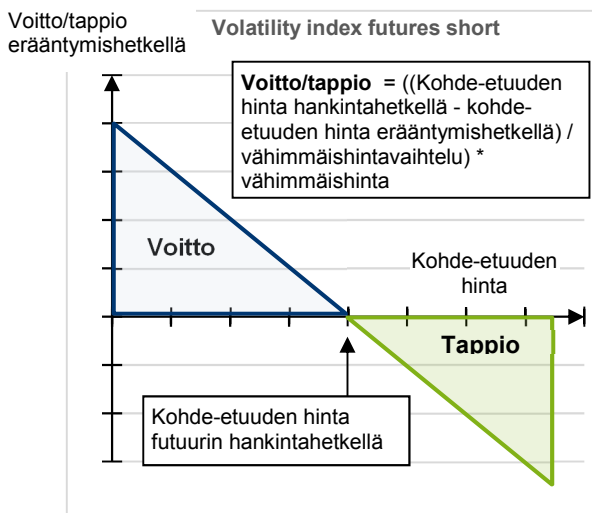 Voitto/tappio
erääntymishetkellä
Volatility index futures short
Voitto/tappio = ((Kohde-etuuden
hinta hankintahetkellä - kohde-
etuuden hinta erääntymishetkellä) /
vähimmäishintavaihtelu) *
vähimmäishinta
Voitto
Kohde-etuuden
hinta
Tappio
Kohde-etuuden hinta
futuurin hankintahetkellä